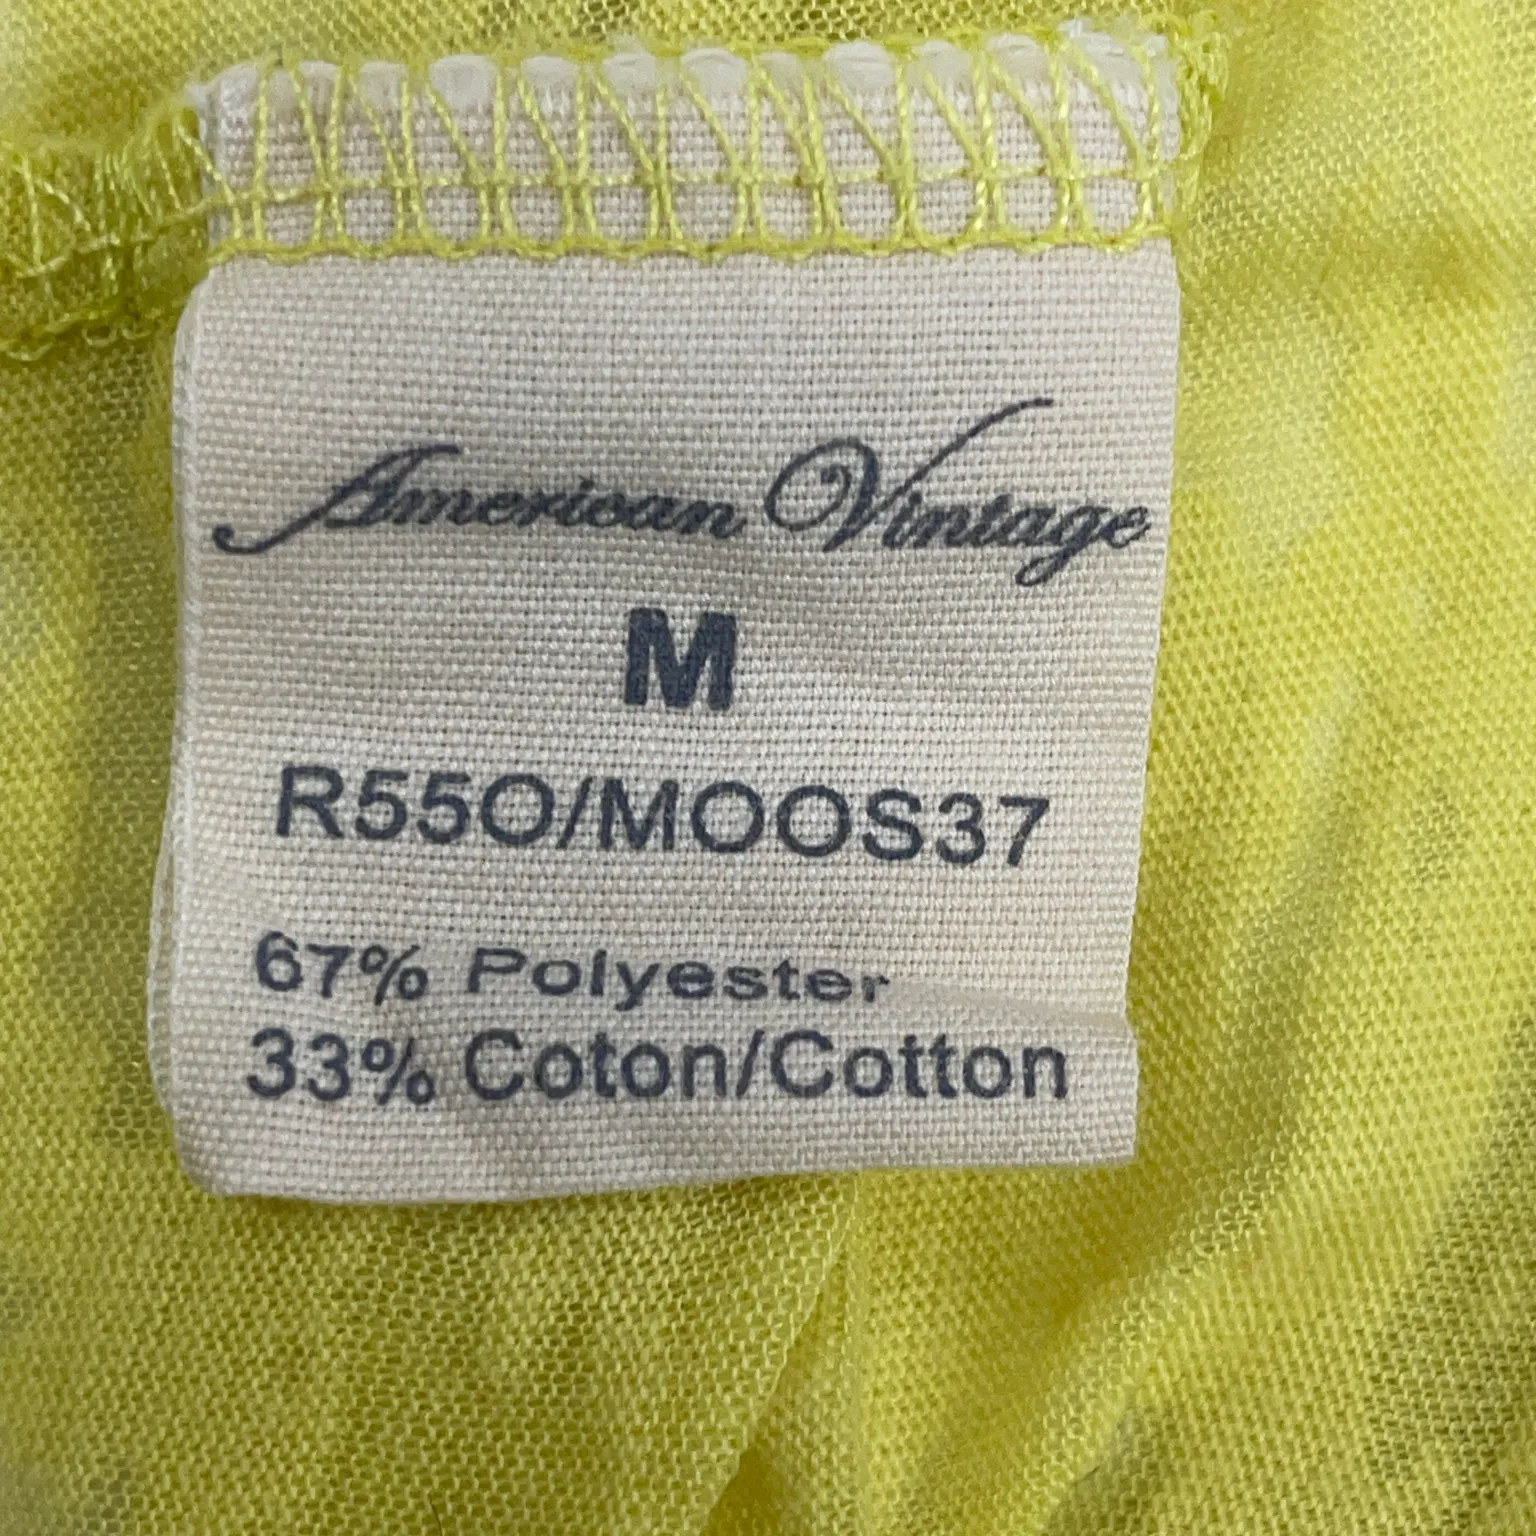 American Vintage
M
R55O/MOOS37
67% Polyester
33% Coton/Cotton